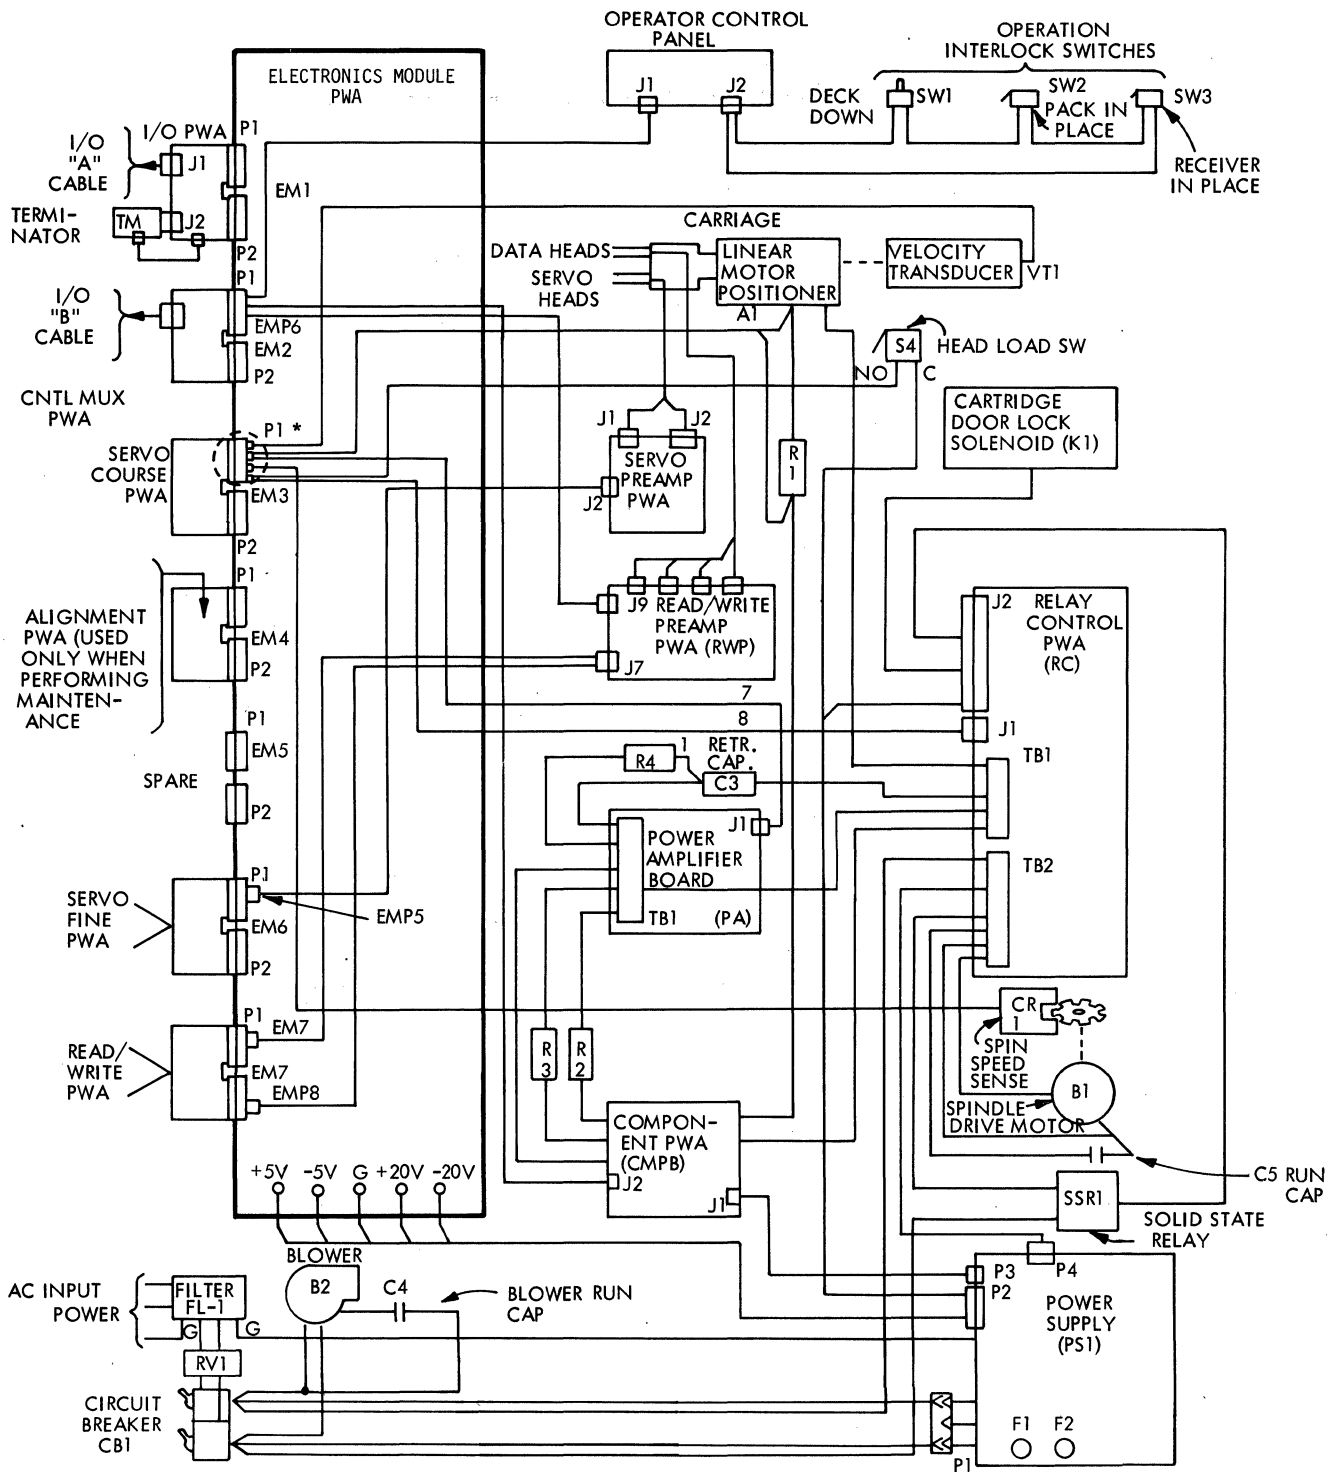 OPERATOR CONTROL
PANEL
J1
J2
OPERATION
INTERLOCK SWITCHES
DECK
DOWN
SW1
SW2
PACK IN
PLACE
SW3
RECEIVER
IN PLACE
ELECTRONICS MODULE
PWA
I/O
"A"
CABLE
I/O PWA
P1
J1
EM1
TERMI-
NATOR
TM
J2
P2
P1
I/O
"B"
CABLE
EMP6
EM2
P2
CNTL MUX
PWA
CARRIAGE
DATA HEADS
SERVO
HEADS
LINEAR
MOTOR
POSITIONER
A1
VELOCITY
TRANSDUCER
VT1
S4
HEAD LOAD SW
NO
C
CARTRIDGE
DOOR LOCK
SOLENOID (K1)
P1 *
SERVO
COURSE
PWA
EM3
P2
J1
J2
SERVO
PREAMP
PWA
J2
R
1
P1
ALIGNMENT
PWA (USED
ONLY WHEN
PERFORMING
MAINTEN-
ANCE
EM4
P2
J9 READ/WRITE
PREAMP
PWA (RWP)
J7
J2
RELAY
CONTROL
PWA
(RC)
J1
TB1
TB2
7
8
P1
EM5
SPARE
P2
R4
1
RETR.
CAP.
C3
J1
POWER
AMPLIFIER
BOARD
TB1
(PA)
SERVO
FINE
PWA
P1
EMP5
EM6
P2
READ/
WRITE
PWA
P1
EM7
EM7
EMP8
R
3
R
2
CR
1
SPIN
SPEED
SENSE
B1
SPINDLE
DRIVE MOTOR
C5 RUN
CAP
COMPON-
ENT PWA
(CMPB)
J2
J1
SSR1
SOLID STATE
RELAY
+5V
-5V
G
+20V
-20V
BLOWER
B2
C4
BLOWER RUN
CAP
AC INPUT
POWER
FILTER
FL-1
G
G
RV1
CIRCUIT
BREAKER
CB1
P3
P2
P4
POWER
SUPPLY
(PS1)
F1
F2
P1